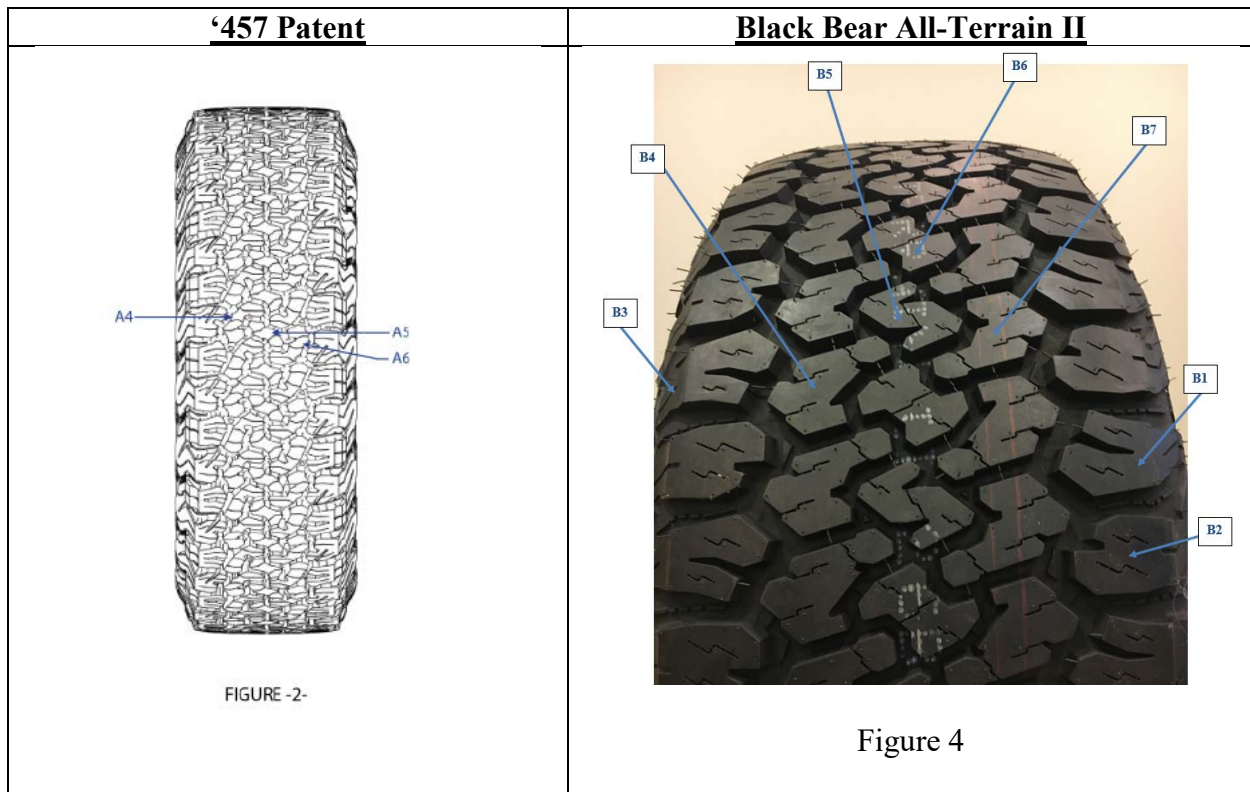 ‘457 Patent
Black Bear All-Terrain II
B5
B6
B4
B7
A4
A5
A6
B3
B1
B2
FIGURE -2-
Figure 4